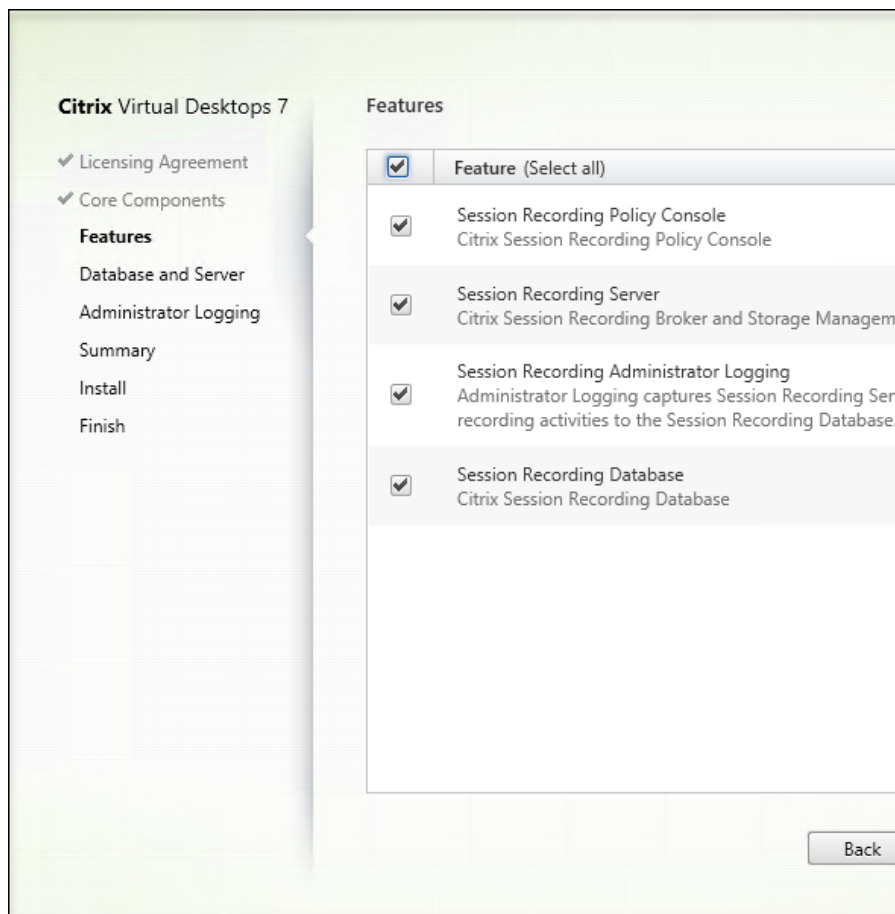 Citrix Virtual Desktops 7
Licensing Agreement
Core Components
Features
Database and Server
Administrator Logging
Summary
Install
Finish
Features
Feature (Select all)
Session Recording Policy Console
Citrix Session Recording Policy Console
Session Recording Server
Citrix Session Recording Broker and Storage Managem
Session Recording Administrator Logging
Administrator Logging captures Session Recording Ser
recording activities to the Session Recording Database.
Session Recording Database
Citrix Session Recording Database
Back